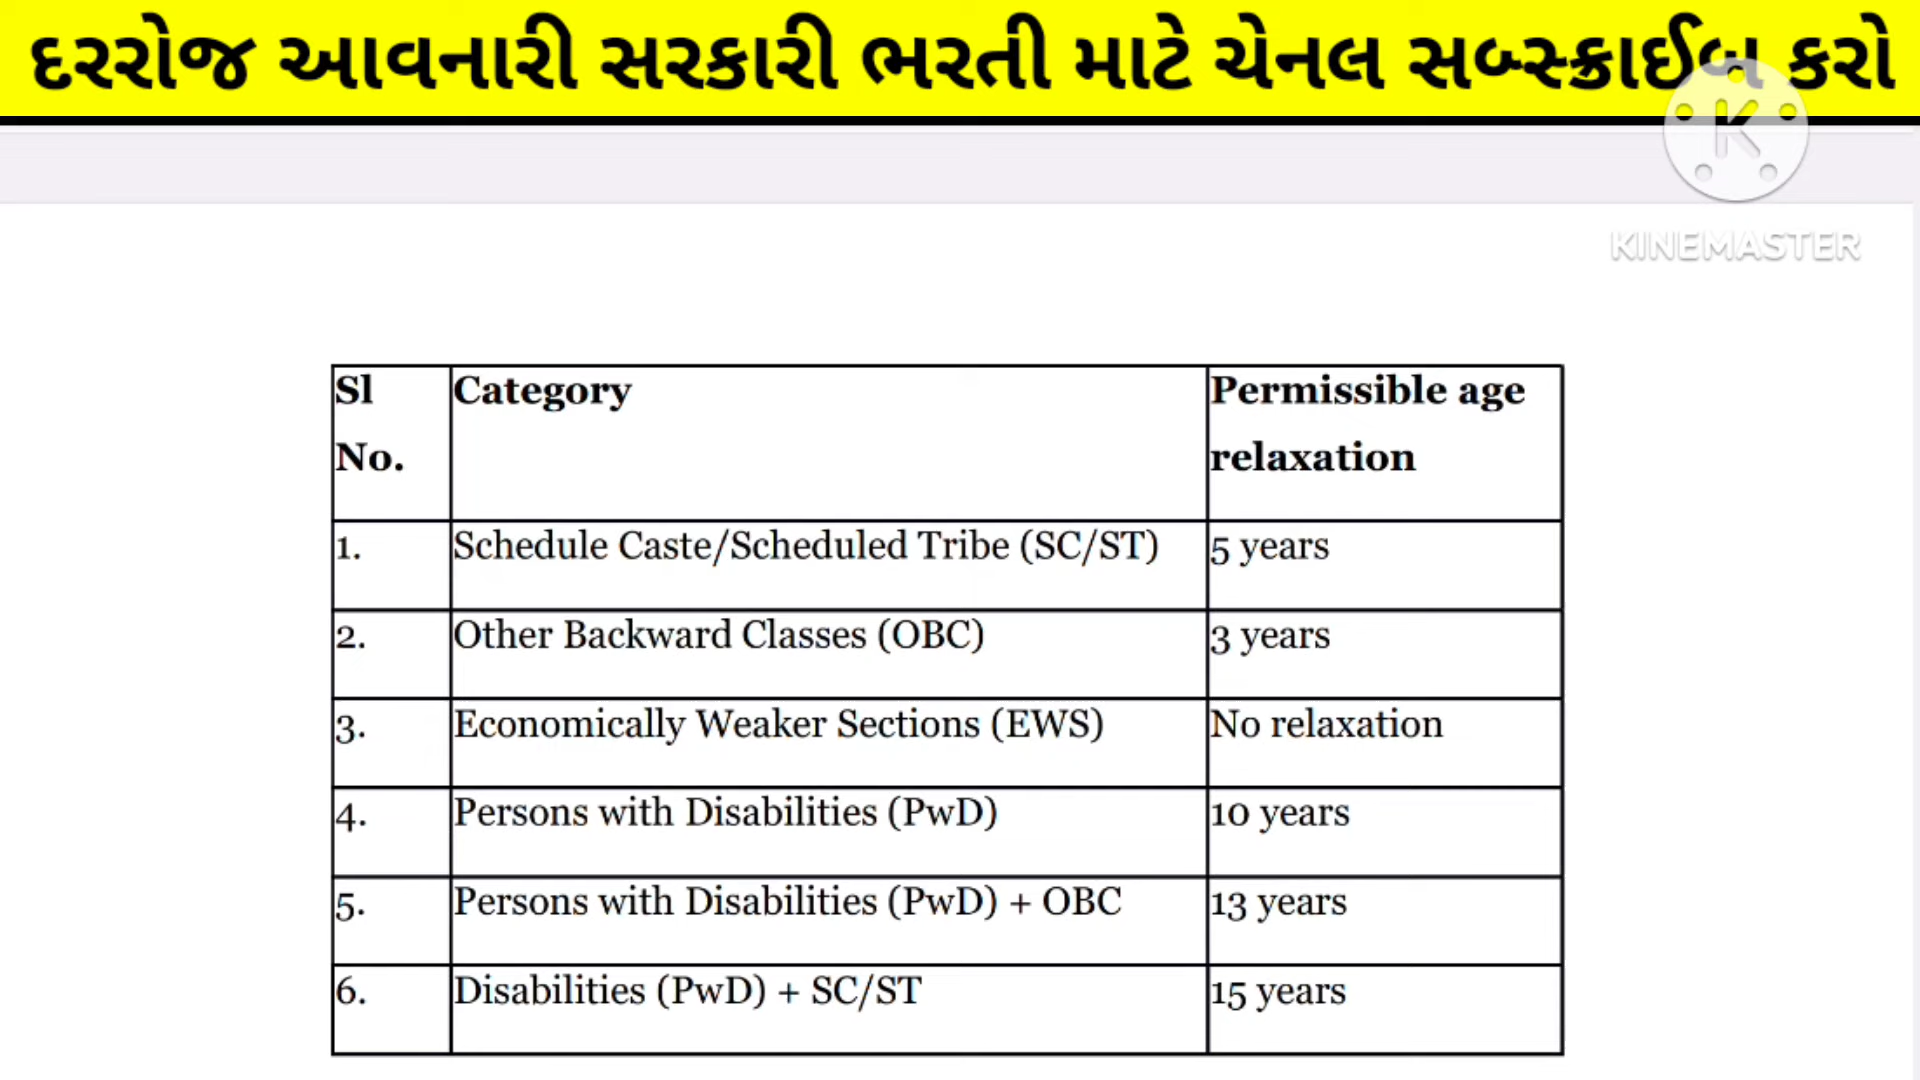 દરરોજ આવનારી સરકારી ભરતી માટે ચેનલ સબ્સ્ક્રાઈબ કરો
K
KINEMASTER
Sl No. Category Permissible age relaxation
1. Schedule Caste/Scheduled Tribe (SC/ST) 5 years
2. Other Backward Classes (OBC) 3 years
3. Economically Weaker Sections (EWS) No relaxation
4. Persons with Disabilities (PwD) 10 years
5. Persons with Disabilities (PwD) + OBC 13 years
6. Disabilities (PwD) + SC/ST 15 years